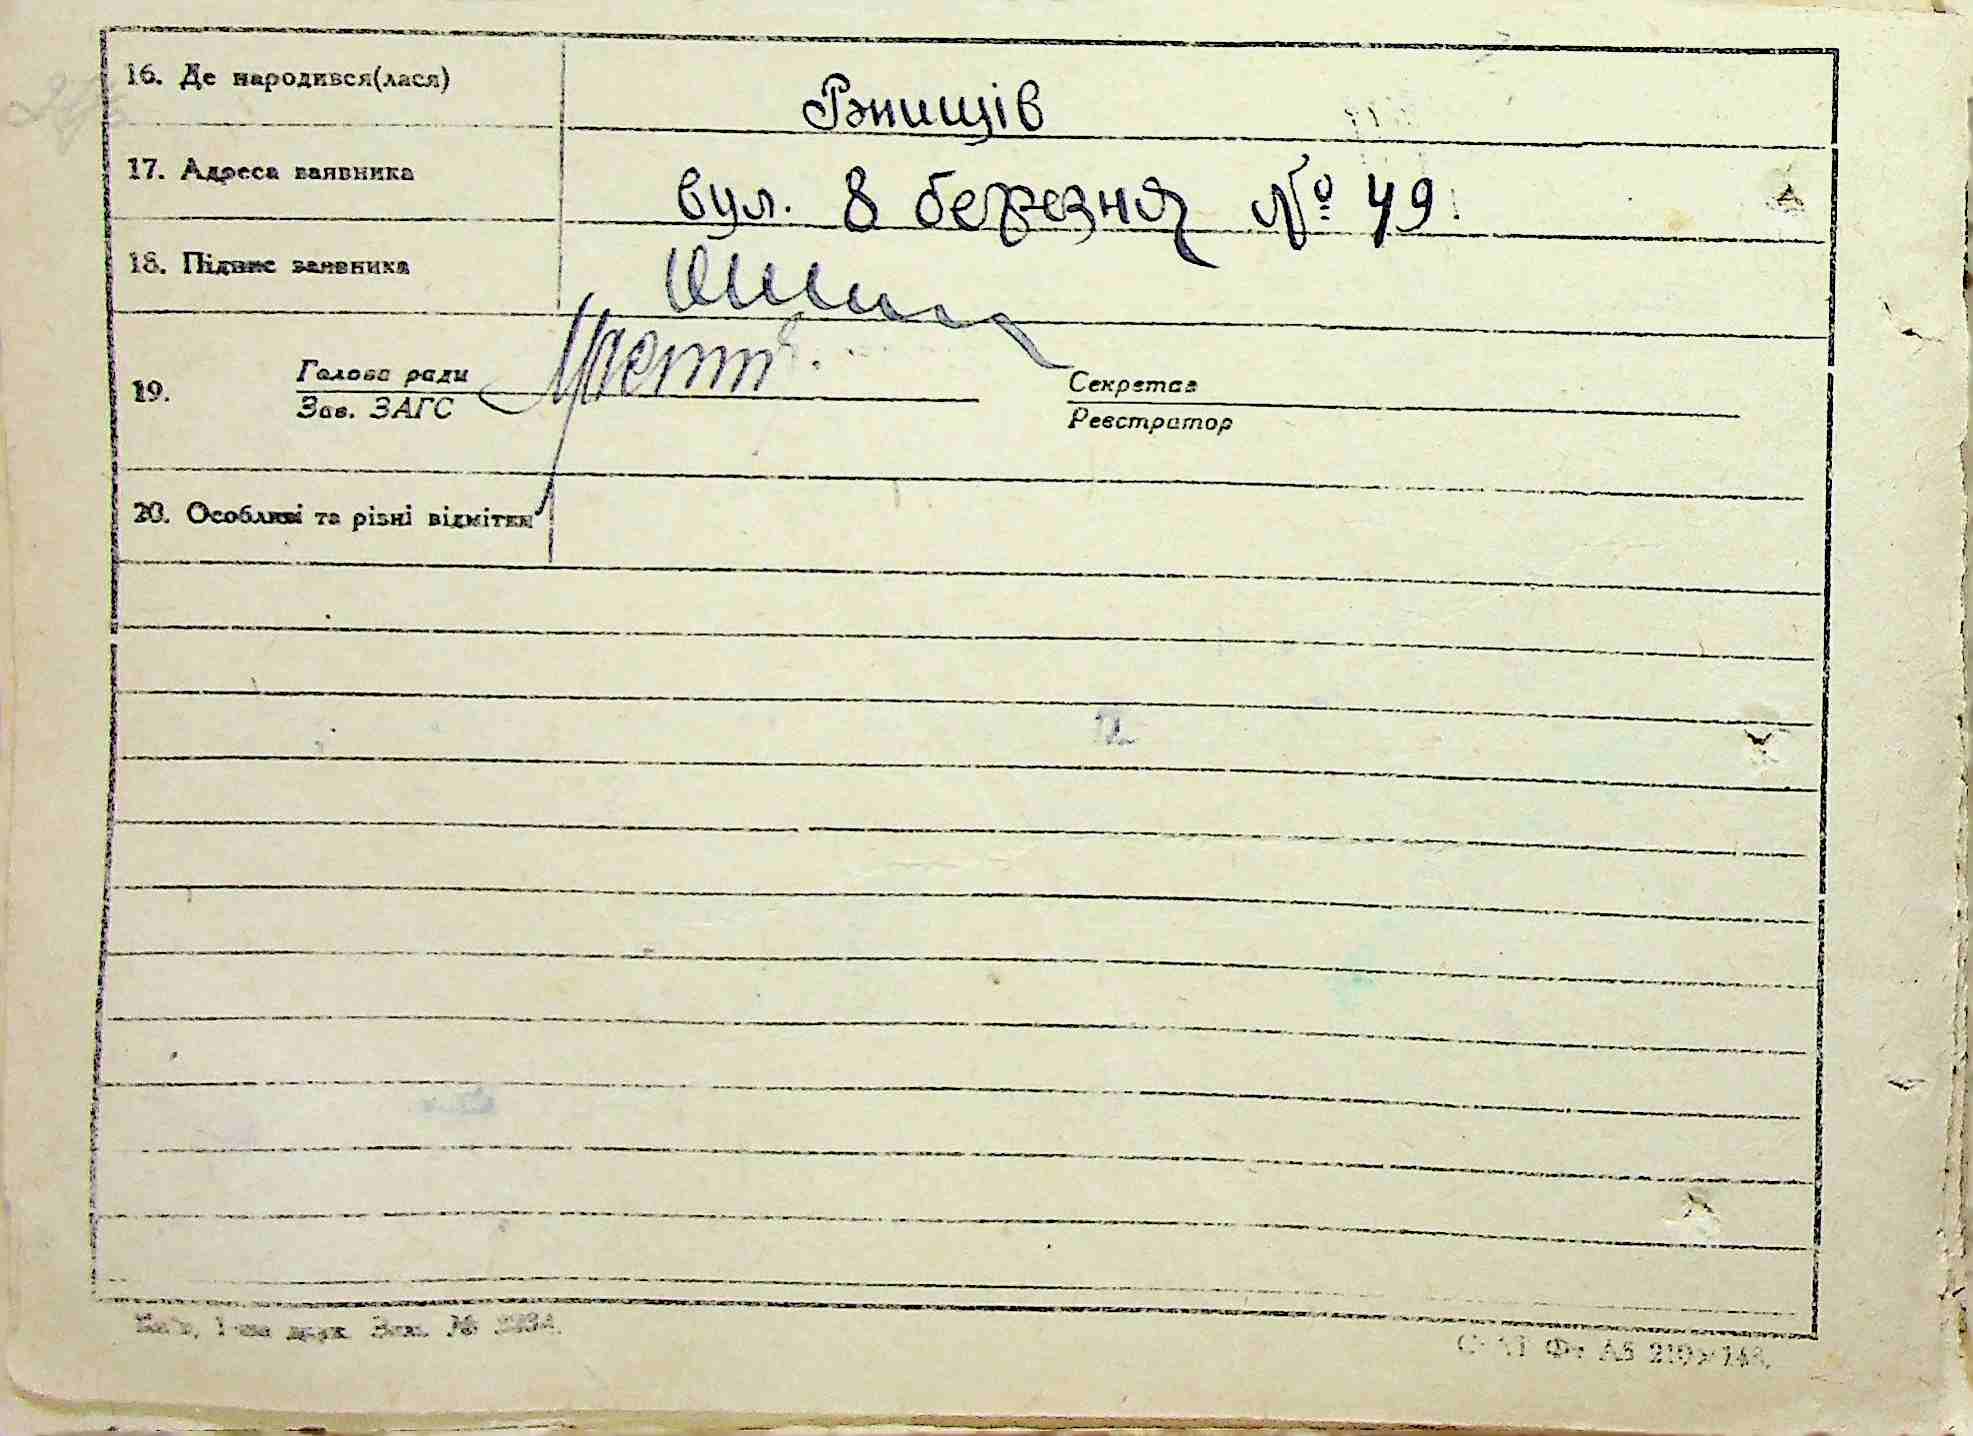 16. Де народився(лася)
Ржищів
17. Адреса заявника
вул. 8 березня № 49
18. Підпис заявника
19. Голова ради
Зав. ЗАГС
Секретар
Реєстратор
20. Особливі та різні відмітки